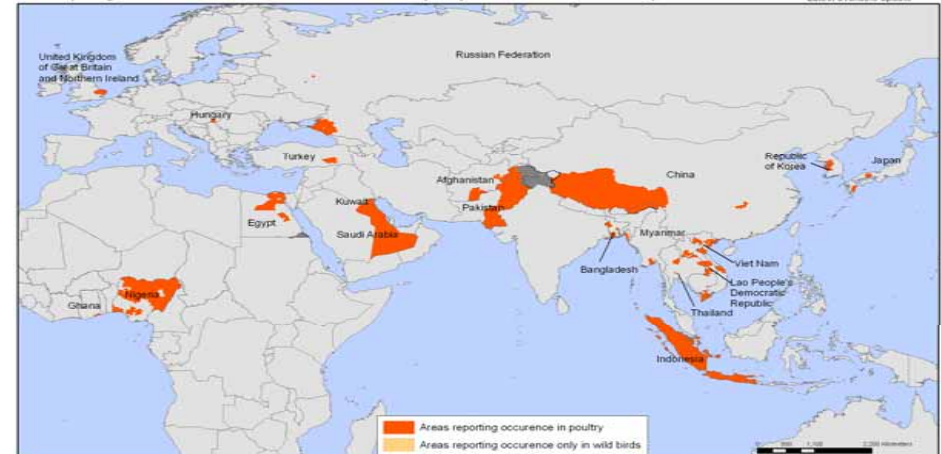 United Kingdom
of Great Britain
and Northern Ireland
Russian Federation
Hungary
Turkey
Republic
of Korea
Japan
Afghanistan
China
Kuwait
Pakistan
Egypt
Saudi Arabia
Myanmar
Bangladesh
Viet Nam
Nigeria
Ghana
Lao People's
Democratic
Republic
Thailand
Indonesia
Areas reporting occurence in poultry
Areas reporting occurence only in wild birds